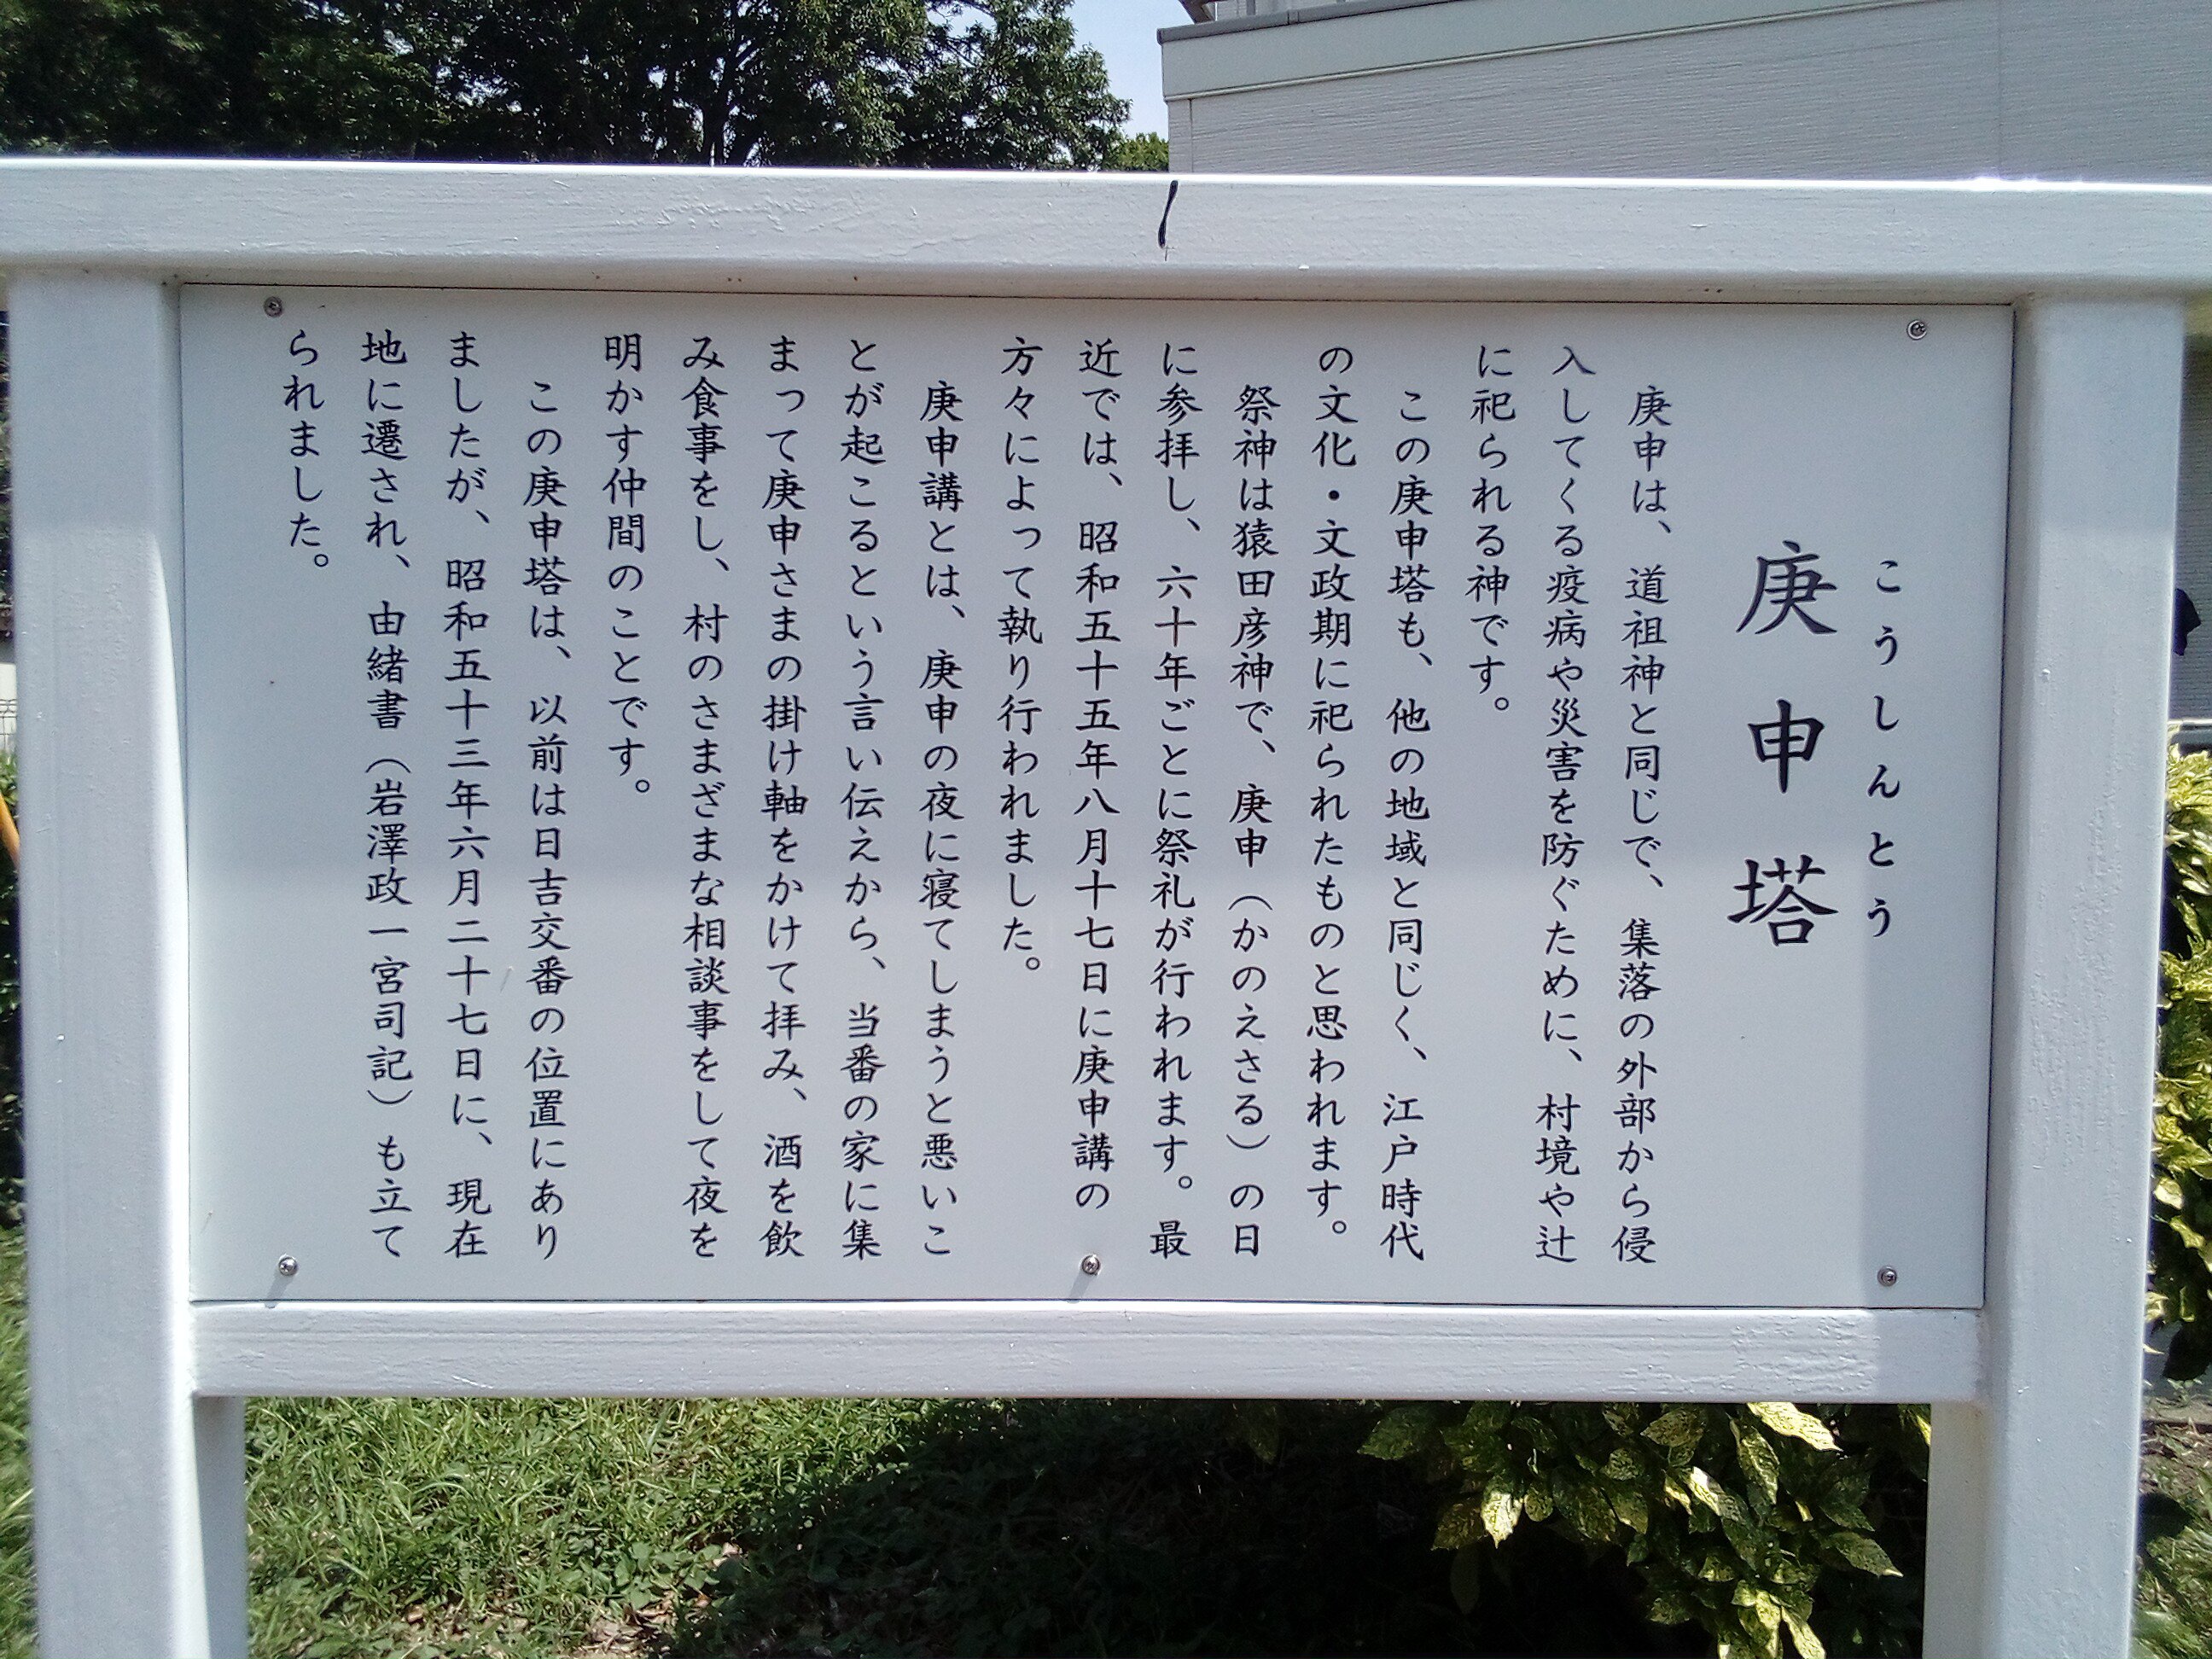 こうしんとう
庚申塔
庚申は、道祖神と同じで、集落の外部から侵
入してくる疫病や災害を防ぐために、村境や辻
に祀られる神です。
この庚申塔も、他の地域と同じく、江戸時代
の文化・文政期に祀られたものと思われます。
祭神は猿田彦神で、庚申（かのえさる）の日
に参拝し、六十年ごとに祭礼が行われます。最
近では、昭和五十五年八月十七日に庚申講の
方々によって執り行われました。
庚申講とは、庚申の夜に寝てしまうと悪いこ
とが起こるという言い伝えから、当番の家に集
まって庚申さまの掛け軸をかけて拝み、酒を飲
み食事をし、村のさまざまな相談事をして夜を
明かす仲間のことです。
この庚申塔は、以前は日吉交番の位置にあり
ましたが、昭和五十三年六月二十七日に、現在
地に遷され、由緒書（岩澤政一宮司記）も立て
られました。